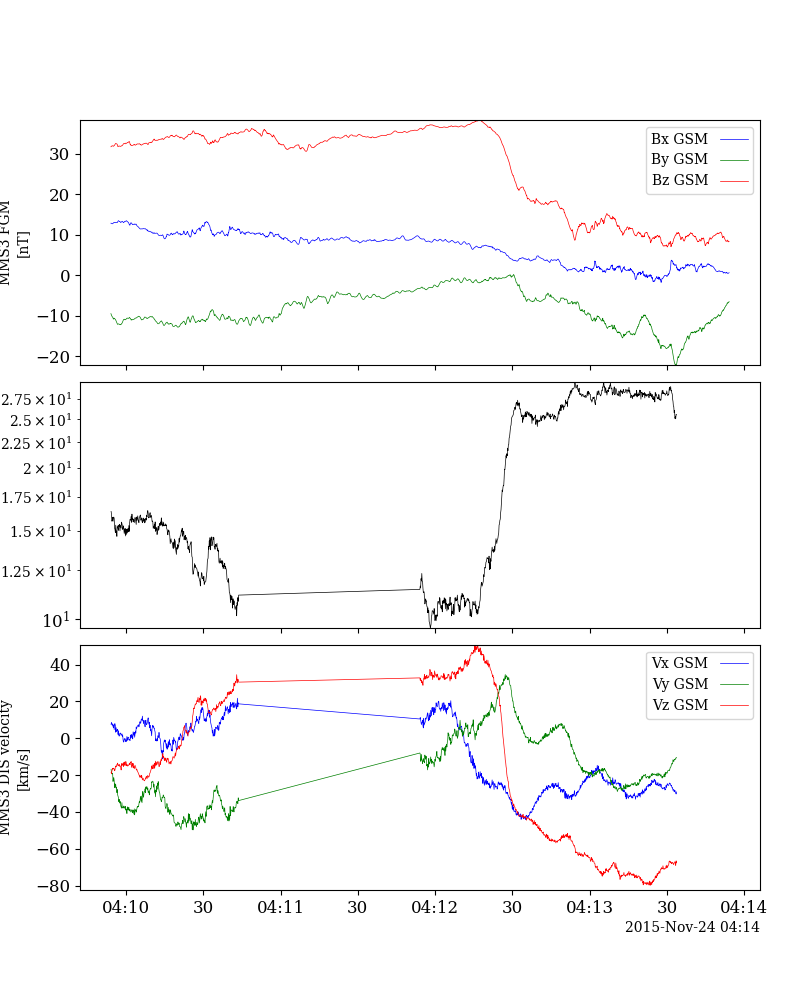 MMS3 FGM
[nT]
30
20
10
0
−10
−20
Bx GSM
By GSM
Bz GSM
2.75 × 10¹
2.5 × 10¹
2.25 × 10¹
2 × 10¹
1.75 × 10¹
1.5 × 10¹
1.25 × 10¹
10¹
MMS3 DIS velocity
[km/s]
40
20
0
−20
−40
−60
−80
Vx GSM
Vy GSM
Vz GSM
04:10 30 04:11 30 04:12 30 04:13 30 04:14
2015-Nov-24 04:14